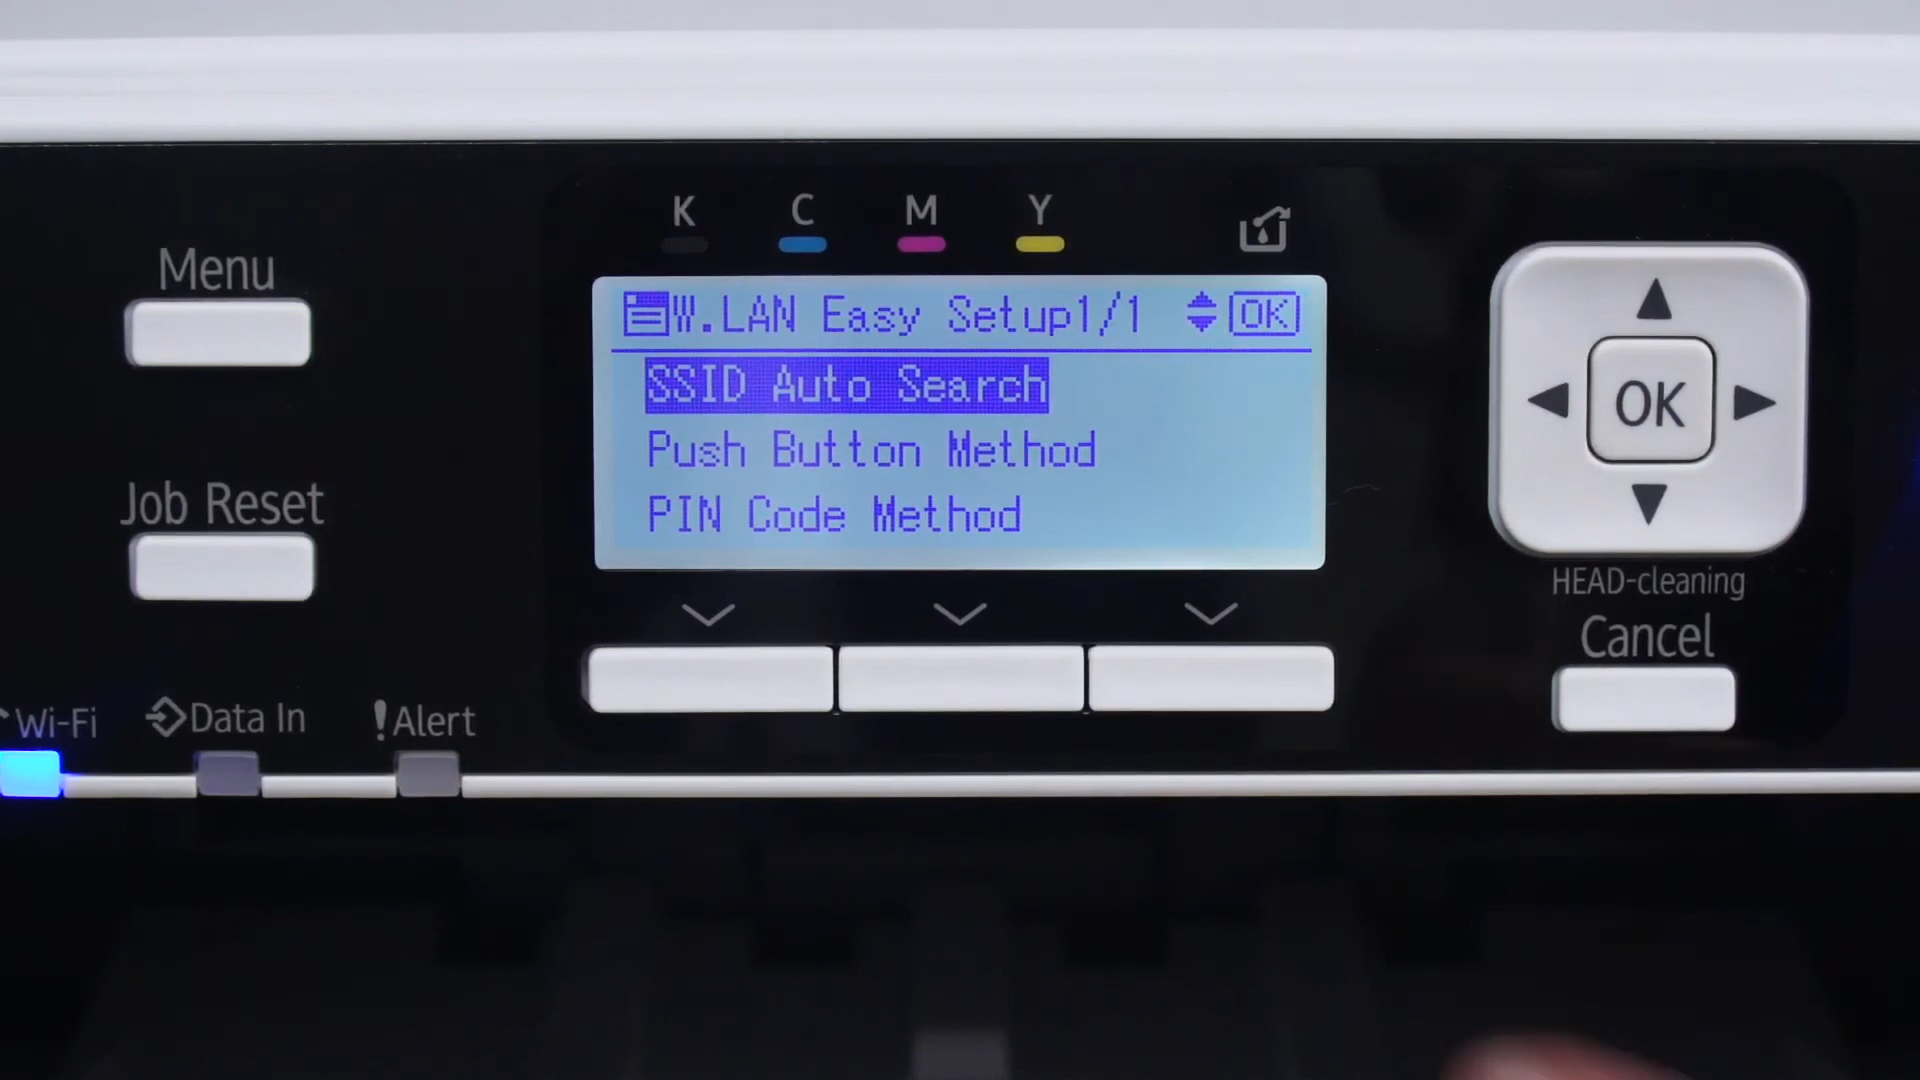 K C M Y
Menu
W.LAN Easy Setup1/1 OK
SSID Auto Search
Push Button Method
PIN Code Method
OK
Job Reset
HEAD-cleaning
Cancel
Wi-Fi Data In !Alert